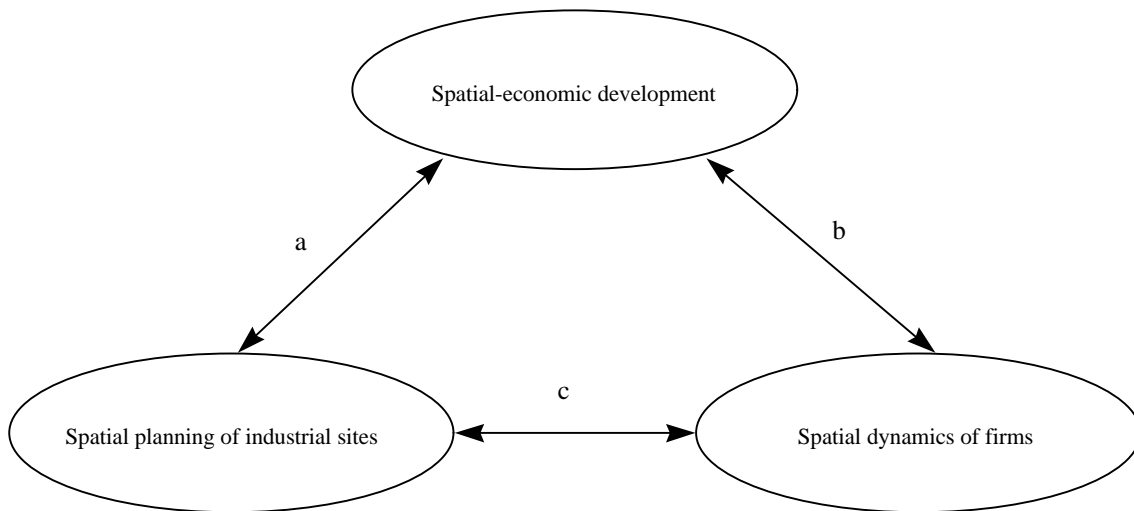 Spatial-economic development
a
b
c
Spatial planning of industrial sites
Spatial dynamics of firms